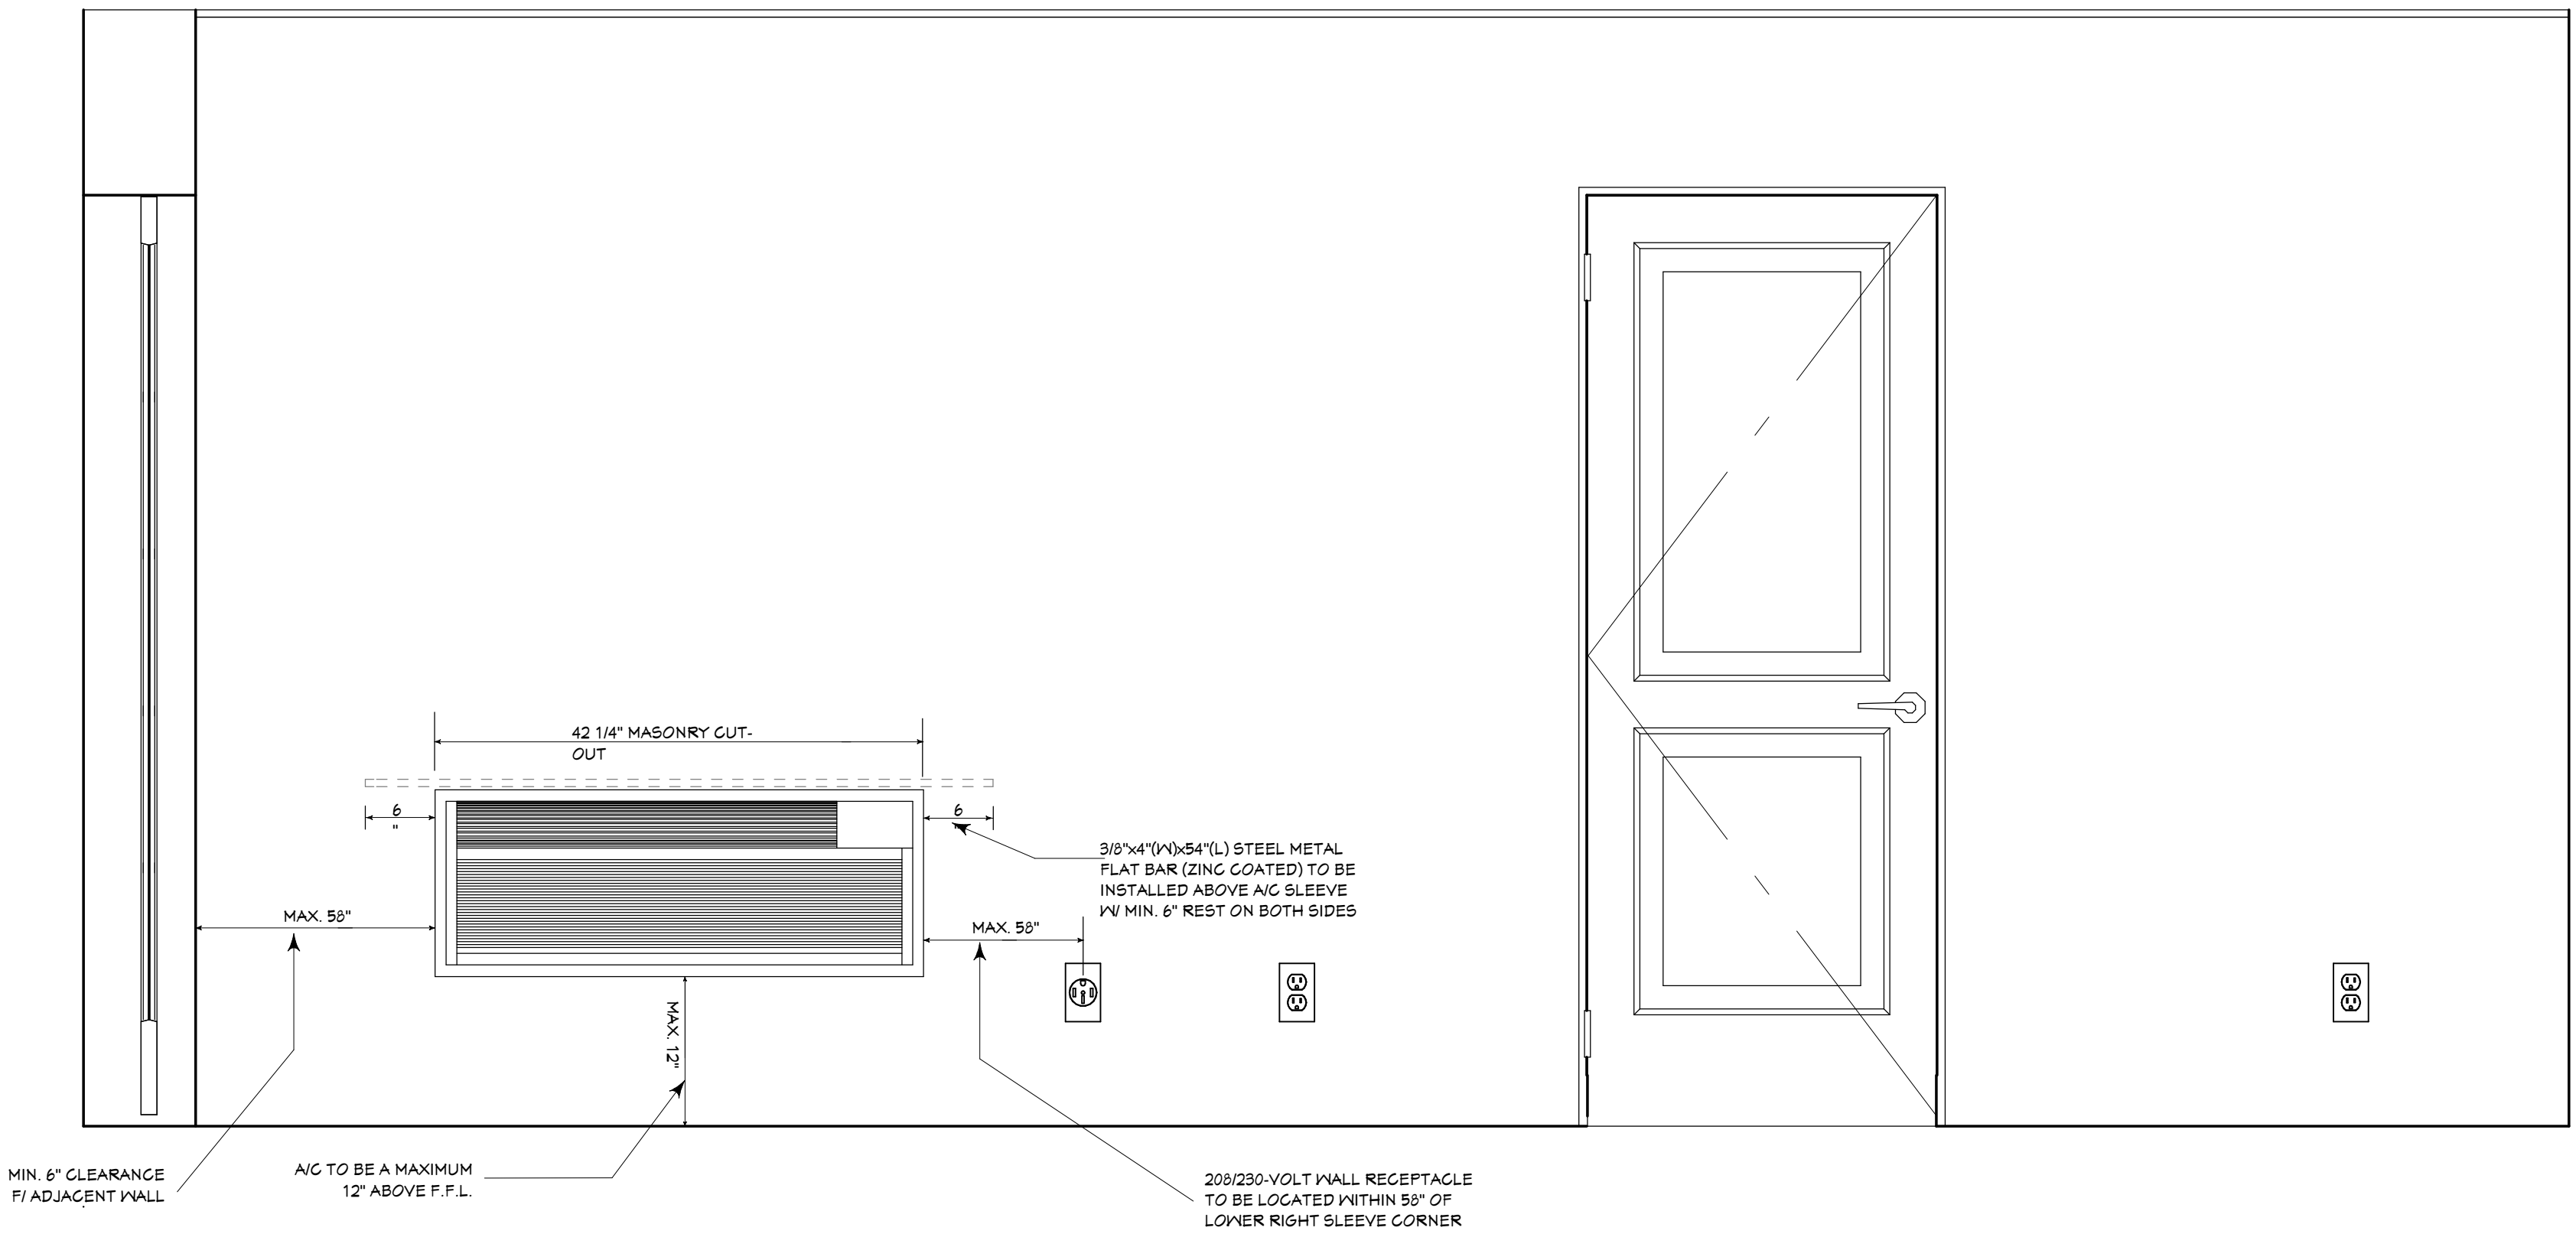 42 1/4" MASONRY CUT-
OUT
6
"
6
"
3/8"x4"(W)x54"(L) STEEL METAL
FLAT BAR (ZINC COATED) TO BE
INSTALLED ABOVE A/C SLEEVE
W/ MIN. 6" REST ON BOTH SIDES
MAX. 58"
MAX. 58"
MAX. 12"
MIN. 6" CLEARANCE
F/ ADJACENT WALL
A/C TO BE A MAXIMUM
12" ABOVE F.F.L.
208/230-VOLT WALL RECEPTACLE
TO BE LOCATED WITHIN 58" OF
LOWER RIGHT SLEEVE CORNER